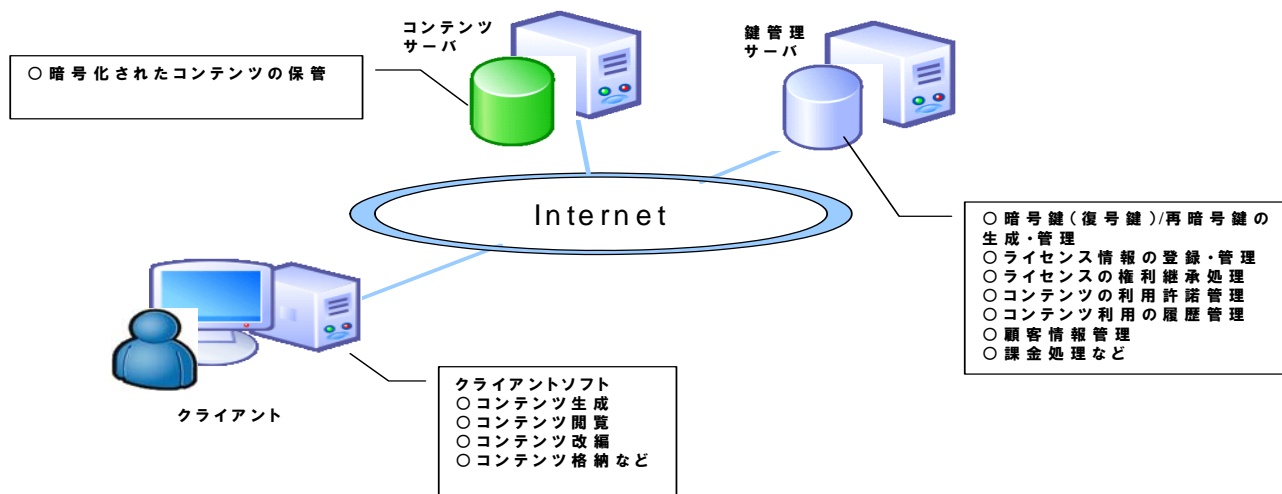 コンテンツ
サーバ
鍵管理
サーバ
○暗号化されたコンテンツの保管
Internet
○暗号鍵(復号鍵)/再暗号鍵の
生成・管理
○ライセンス情報の登録・管理
○ライセンスの権利継承処理
○コンテンツの利用許諾管理
○コンテンツ利用の履歴管理
○顧客情報管理
○課金処理など
クライアント
クライアントソフト
○コンテンツ生成
○コンテンツ閲覧
○コンテンツ改編
○コンテンツ格納など